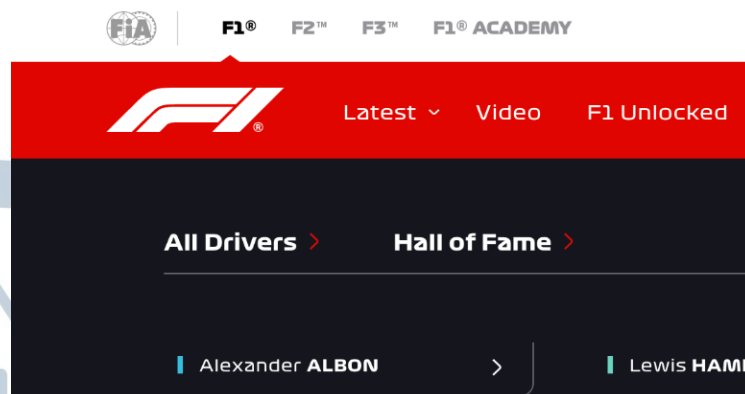 FiA F1® F2™ F3™ F1® ACADEMY
F1® Latest Video F1 Unlocked
All Drivers Hall of Fame
Alexander ALBON Lewis HAM